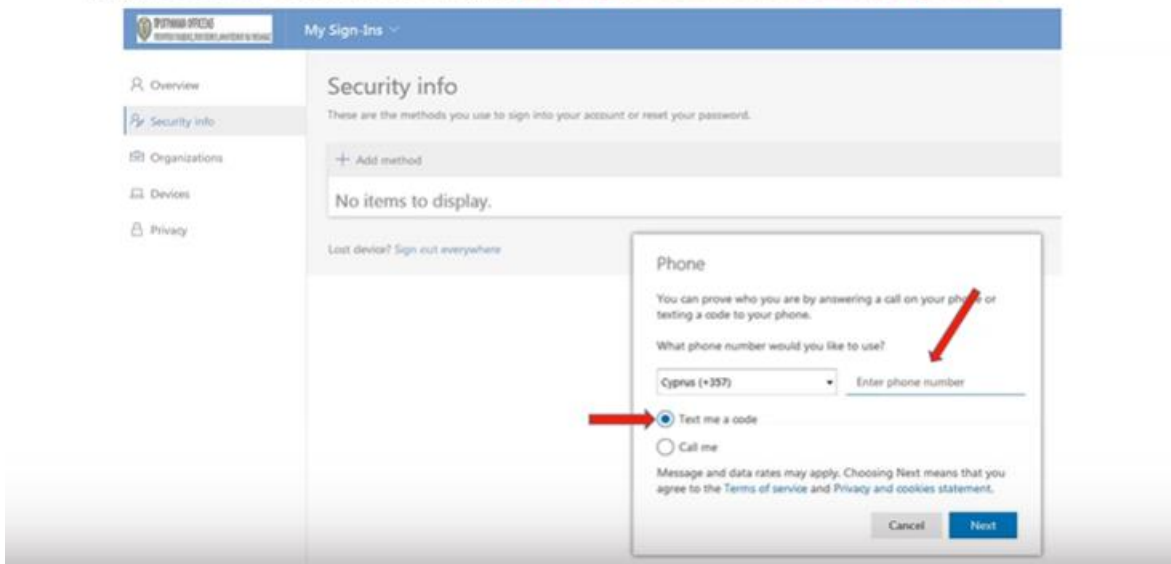 My Sign-Ins
Overview
Security info
Organizations
Devices
Privacy
Security info
These are the methods you use to sign into your account or reset your password.
+ Add method
No items to display.
Lost device? Sign out everywhere
Phone
You can prove who you are by answering a call on your phone or
texting a code to your phone.
What phone number would you like to use?
Cyprus (+357)
Enter phone number
Text me a code
Call me
Message and data rates may apply. Choosing Next means that you
agree to the Terms of service and Privacy and cookies statement.
Cancel
Next